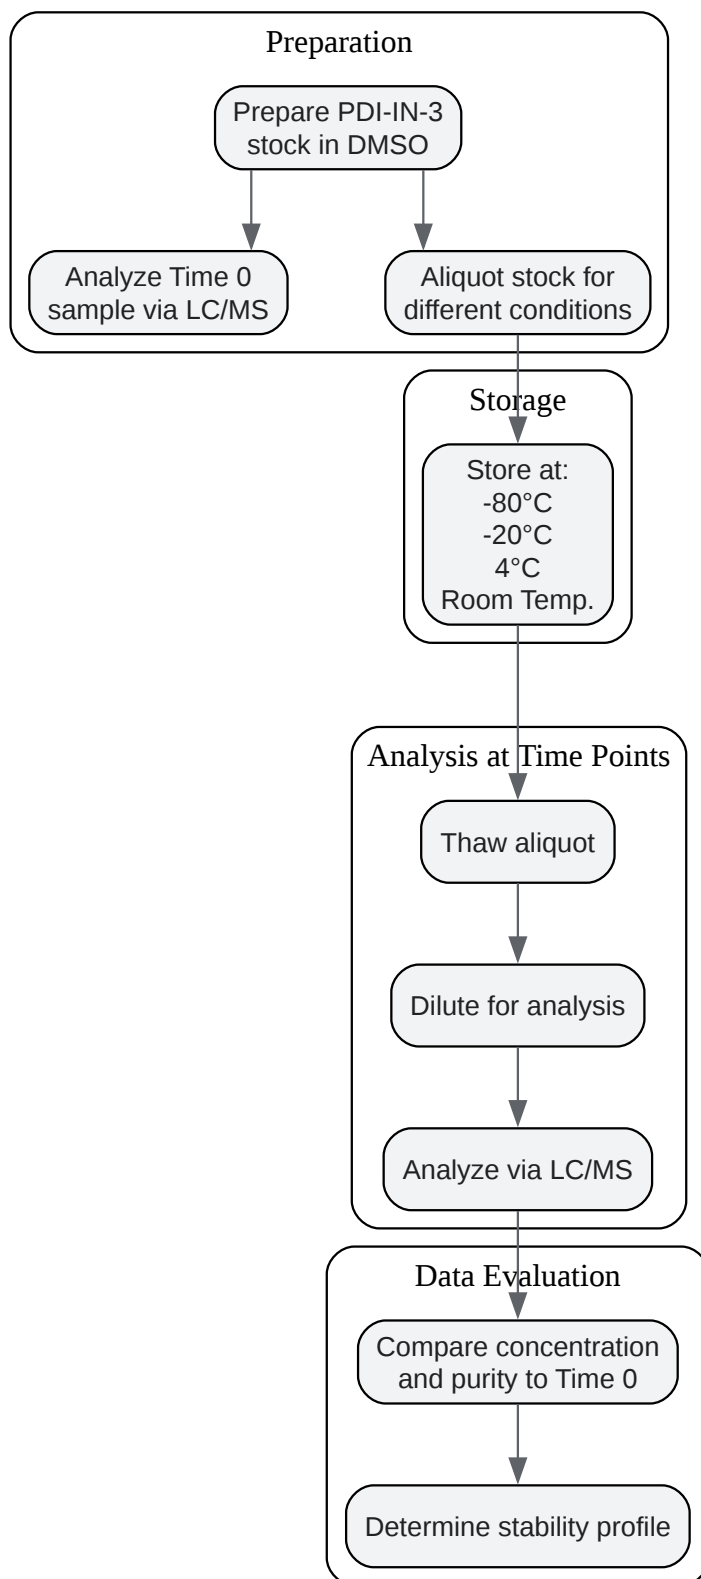 Preparation
Prepare PDI-IN-3
stock in DMSO
Analyze Time 0
sample via LC/MS
Aliquot stock for
different conditions
Storage
Store at:
-80°C
-20°C
4°C
Room Temp.
Analysis at Time Points
Thaw aliquot
Dilute for analysis
Analyze via LC/MS
Data Evaluation
Compare concentration
and purity to Time 0
Determine stability profile